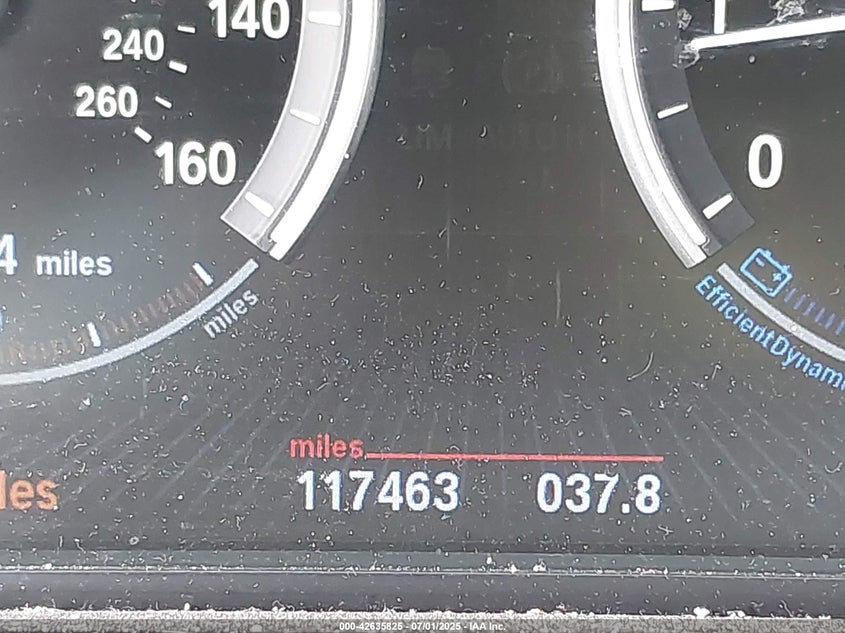 140
240
260
160
0
4 miles
miles
EfficientDynam
miles
117463 037.8
les
000-42635825 - 07/01/2025 - IAA Inc.